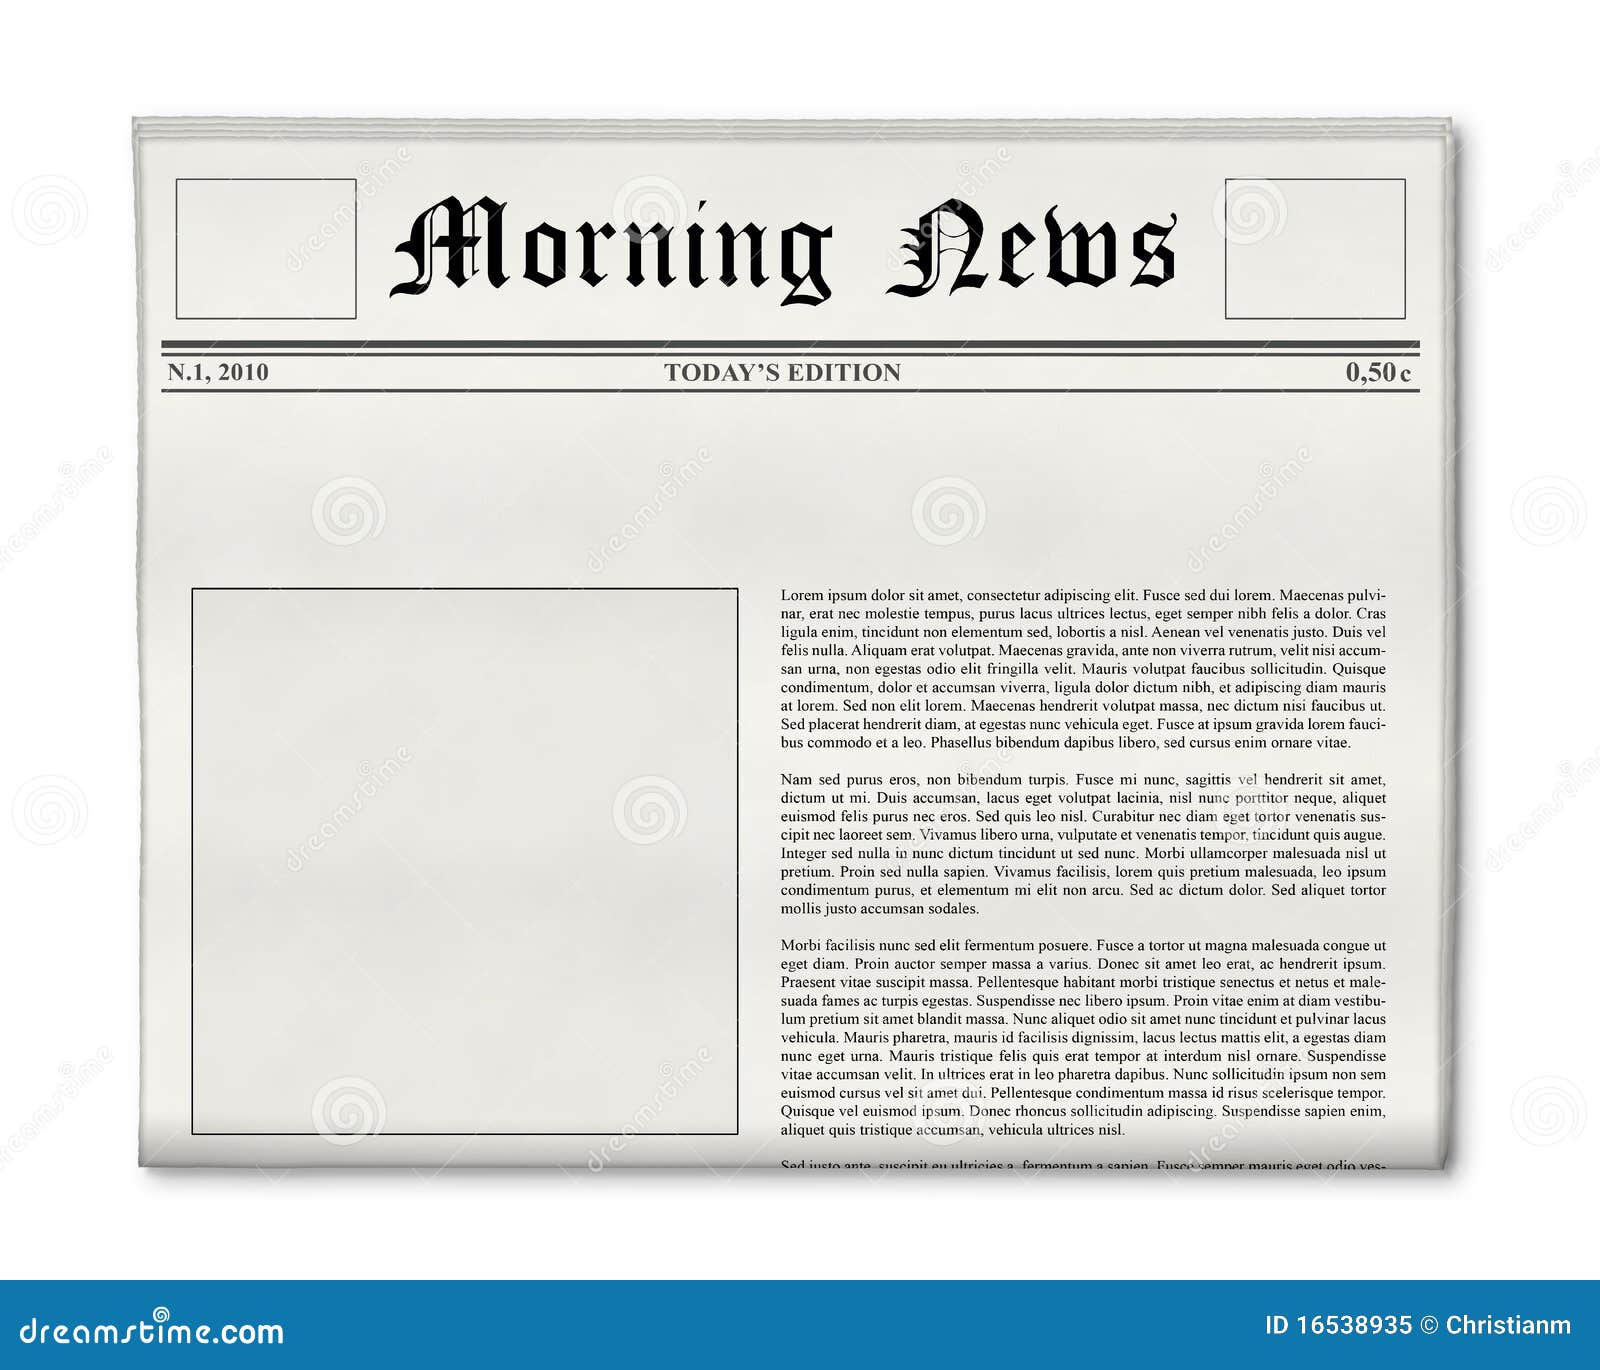 Morning News
N.1, 2010 TODAY'S EDITION 0,50 c
Lorem ipsum dolor sit amet, consectetur adipiscing elit. Fusce sed dui lorem. Maecenas pulvi-
nar, erat nec molestie tempus, purus lacus ultrices lectus, eget semper nibh felis a dolor. Cras
ligula enim, tincidunt non elementum sed, lobortis a nisl. Aenean vel venenatis justo. Duis vel
felis nulla. Aliquam erat volutpat. Maecenas gravida, ante non viverra rutrum, velit nisi accum-
san urna, non egestas odio elit fringilla velit. Mauris volutpat faucibus sollicitudin. Quisque
condimentum, dolor et accumsan viverra, ligula dolor dictum nibh, et adipiscing diam mauris
at lorem. Sed non elit lorem. Maecenas hendrerit volutpat massa, nec dictum nisi faucibus ut.
Sed placerat hendrerit diam, at egestas nunc vehicula eget. Fusce at ipsum gravida lorem fauci-
bus commodo et a leo. Phasellus bibendum dapibus libero, sed cursus enim ornare vitae.
Nam sed purus eros, non bibendum turpis. Fusce mi nunc, sagittis vel hendrerit sit amet,
dictum ut mi. Duis accumsan, lacus eget volutpat lacinia, nisl nunc porttitor neque, aliquet
euismod felis purus nec eros. Sed quis leo nisl. Curabitur nec diam eget tortor venenatis sus-
cipit nec laoreet sem. Vivamus libero urna, vulputate et venenatis tempor, tincidunt quis augue.
Integer sed nulla in nunc dictum tincidunt ut sed nunc. Morbi ullamcorper malesuada nisl ut
pretium. Proin sed nulla sapien. Vivamus facilisis, lorem quis pretium malesuada, leo ipsum
condimentum purus, et elementum mi elit non arcu. Sed ac dictum dolor. Sed aliquet tortor
mollis justo accumsan sodales.
Morbi facilisis nunc sed elit fermentum posuere. Fusce a tortor ut magna malesuada congue ut
eget diam. Proin auctor semper massa a varius. Donec sit amet leo erat, ac hendrerit ipsum.
Praesent vitae suscipit massa. Pellentesque habitant morbi tristique senectus et netus et male-
suada fames ac turpis egestas. Suspendisse nec libero ipsum. Proin vitae enim at diam vestibu-
lum pretium sit amet blandit massa. Nunc aliquet odio sit amet nunc tincidunt et pulvinar lacus
vehicula. Mauris pharetra, mauris id facilisis dignissim, lacus lectus mattis elit, a egestas diam
nunc eget urna. Mauris tristique felis quis erat tempor at interdum nisl ornare. Suspendisse
vitae accumsan velit. In ultrices erat in leo pharetra dapibus. Nunc sollicitudin ipsum non sem
euismod cursus vel sit amet dui. Pellentesque condimentum massa id risus scelerisque tempor.
Quisque vel euismod ipsum. Donec rhoncus sollicitudin adipiscing. Suspendisse sapien enim,
aliquet quis tristique accumsan, vehicula ultrices nisl.
Sed justo ante, suscipit eu ultricies a, fermentum a sapien. Fusce semper mauris eget odio ves-
dreamstime.com ID 16538935 © Christianm